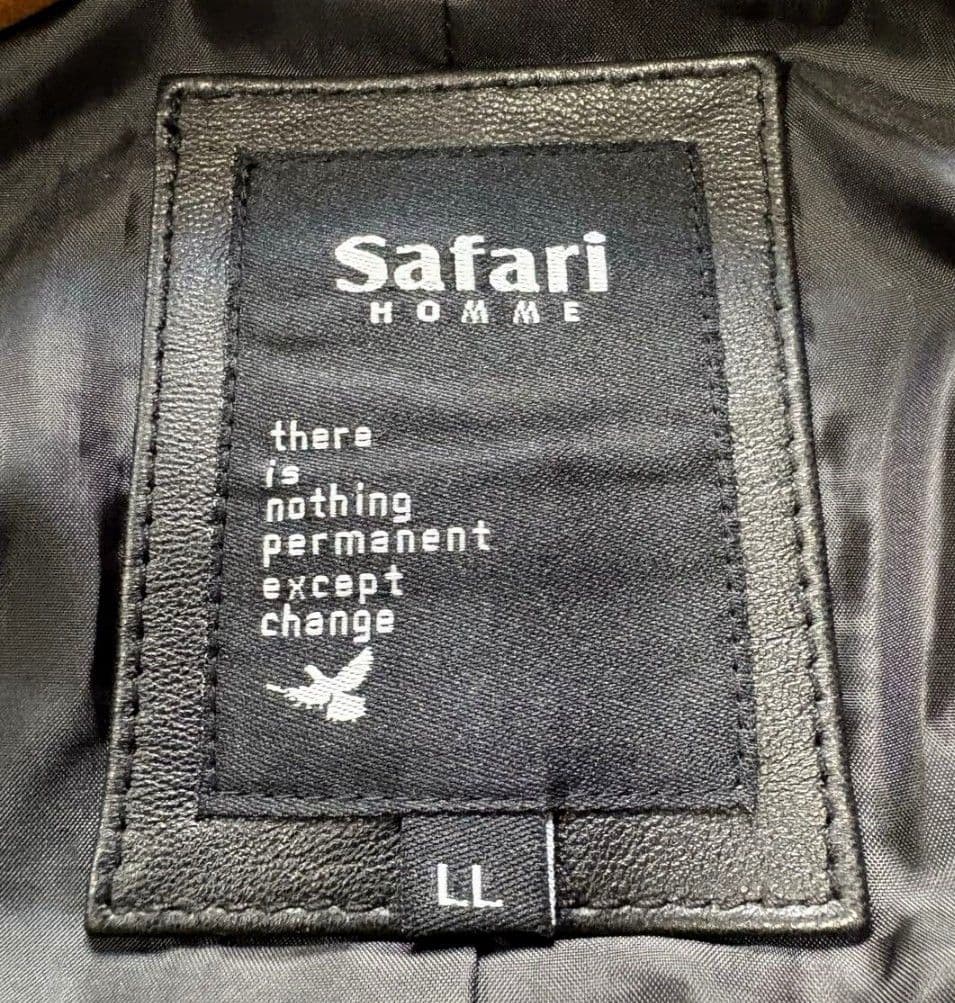 Safari
HOMME
there
is
nothing
permanent
except
change
LL